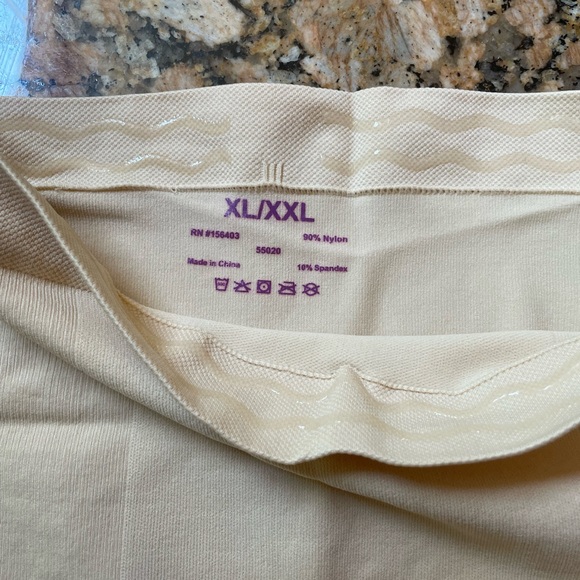 XL/XXL
RN #156403 90% Nylon
55020
Made in China 10% Spandex